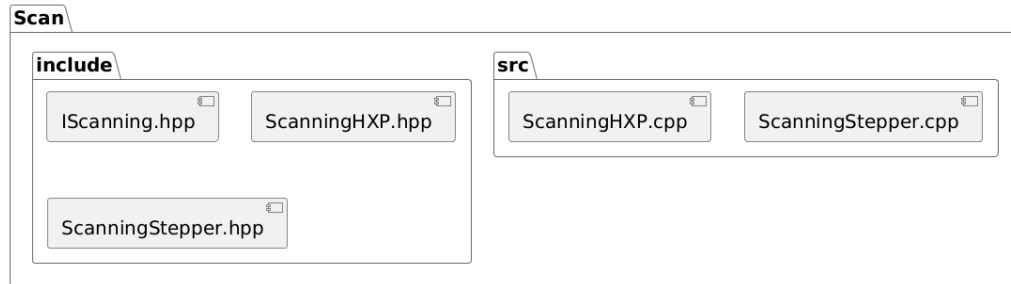 Scan
include
IScanning.hpp
ScanningHXP.hpp
ScanningStepper.hpp
src
ScanningHXP.cpp
ScanningStepper.cpp